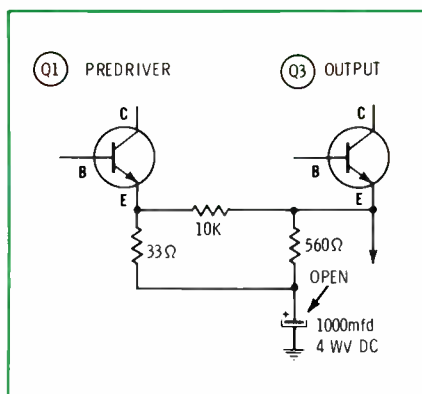 Q1 PREDRIVER
Q3 OUTPUT
C
C
B
B
E
E
10K
33Ω
560Ω
OPEN
+
1000mfd
4 WV DC